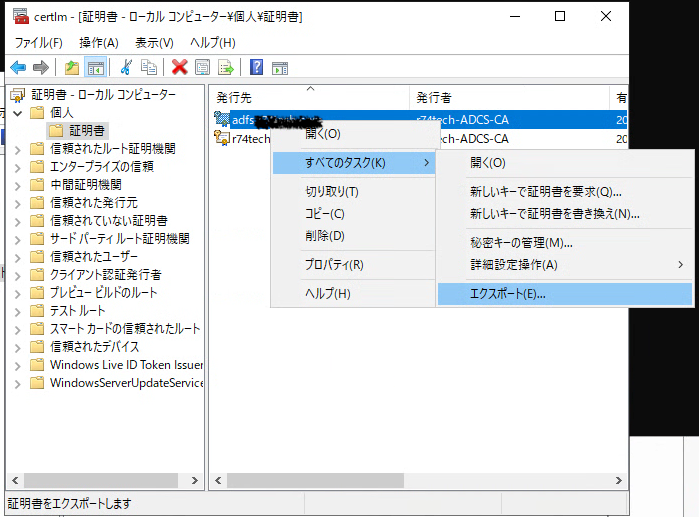 certlm - [証明書 - ローカル コンピューター¥個人¥証明書]
ファイル(F) 操作(A) 表示(V) ヘルプ(H)
証明書 - ローカル コンピューター
個人
証明書
信頼されたルート証明機関
エンタープライズの信頼
中間証明機関
信頼された発行元
信頼されていない証明書
サード パーティ ルート証明機関
信頼されたユーザー
クライアント認証発行者
プレビュー ビルドのルート
テスト ルート
スマート カードの信頼されたルート
信頼されたデバイス
Windows Live ID Token Issuer
WindowsServerUpdateService
発行先 発行者 有
adfs r74tech-ADCS-CA 20
r74tech r74tech-ADCS-CA 20
開く(O)
すべてのタスク(K)
切り取り(T)
コピー(C)
削除(D)
プロパティ(R)
ヘルプ(H)
開く(O)
新しいキーで証明書を要求(Q)...
新しいキーで証明書を書き換え(N)...
秘密キーの管理(M)...
詳細設定操作(A)
エクスポート(E)...
証明書をエクスポートします